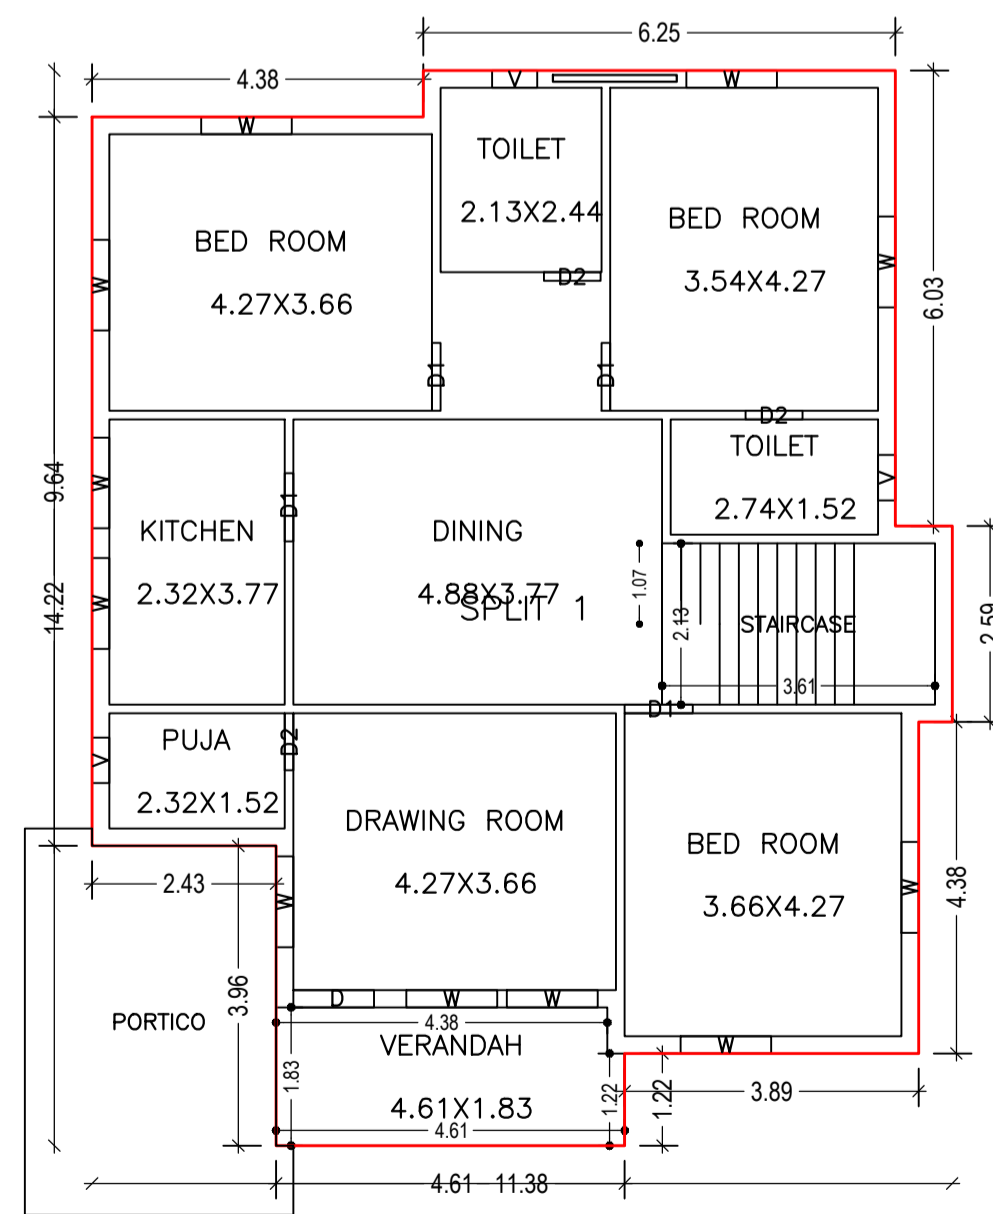 6.25
4.38
V
W
W
TOILET
2.13X2.44
BED ROOM
3.54X4.27
BED ROOM
4.27X3.66
W
W
D2
6.03
D1
D1
D2
TOILET
2.74X1.52
V
9.64
W
D1
KITCHEN
2.32X3.77
DINING
4.88X3.77
SPLIT 1
1.07
2.13
STAIRCASE
2.59
W
14.22
3.61
D1
PUJA
2.32X1.52
V
D2
DRAWING ROOM
4.27X3.66
BED ROOM
3.66X4.27
W
4.38
2.43
W
3.96
D
W
W
PORTICO
4.38
VERANDAH
4.61X1.83
4.61
1.83
1.22
1.22
W
3.89
4.61
11.38